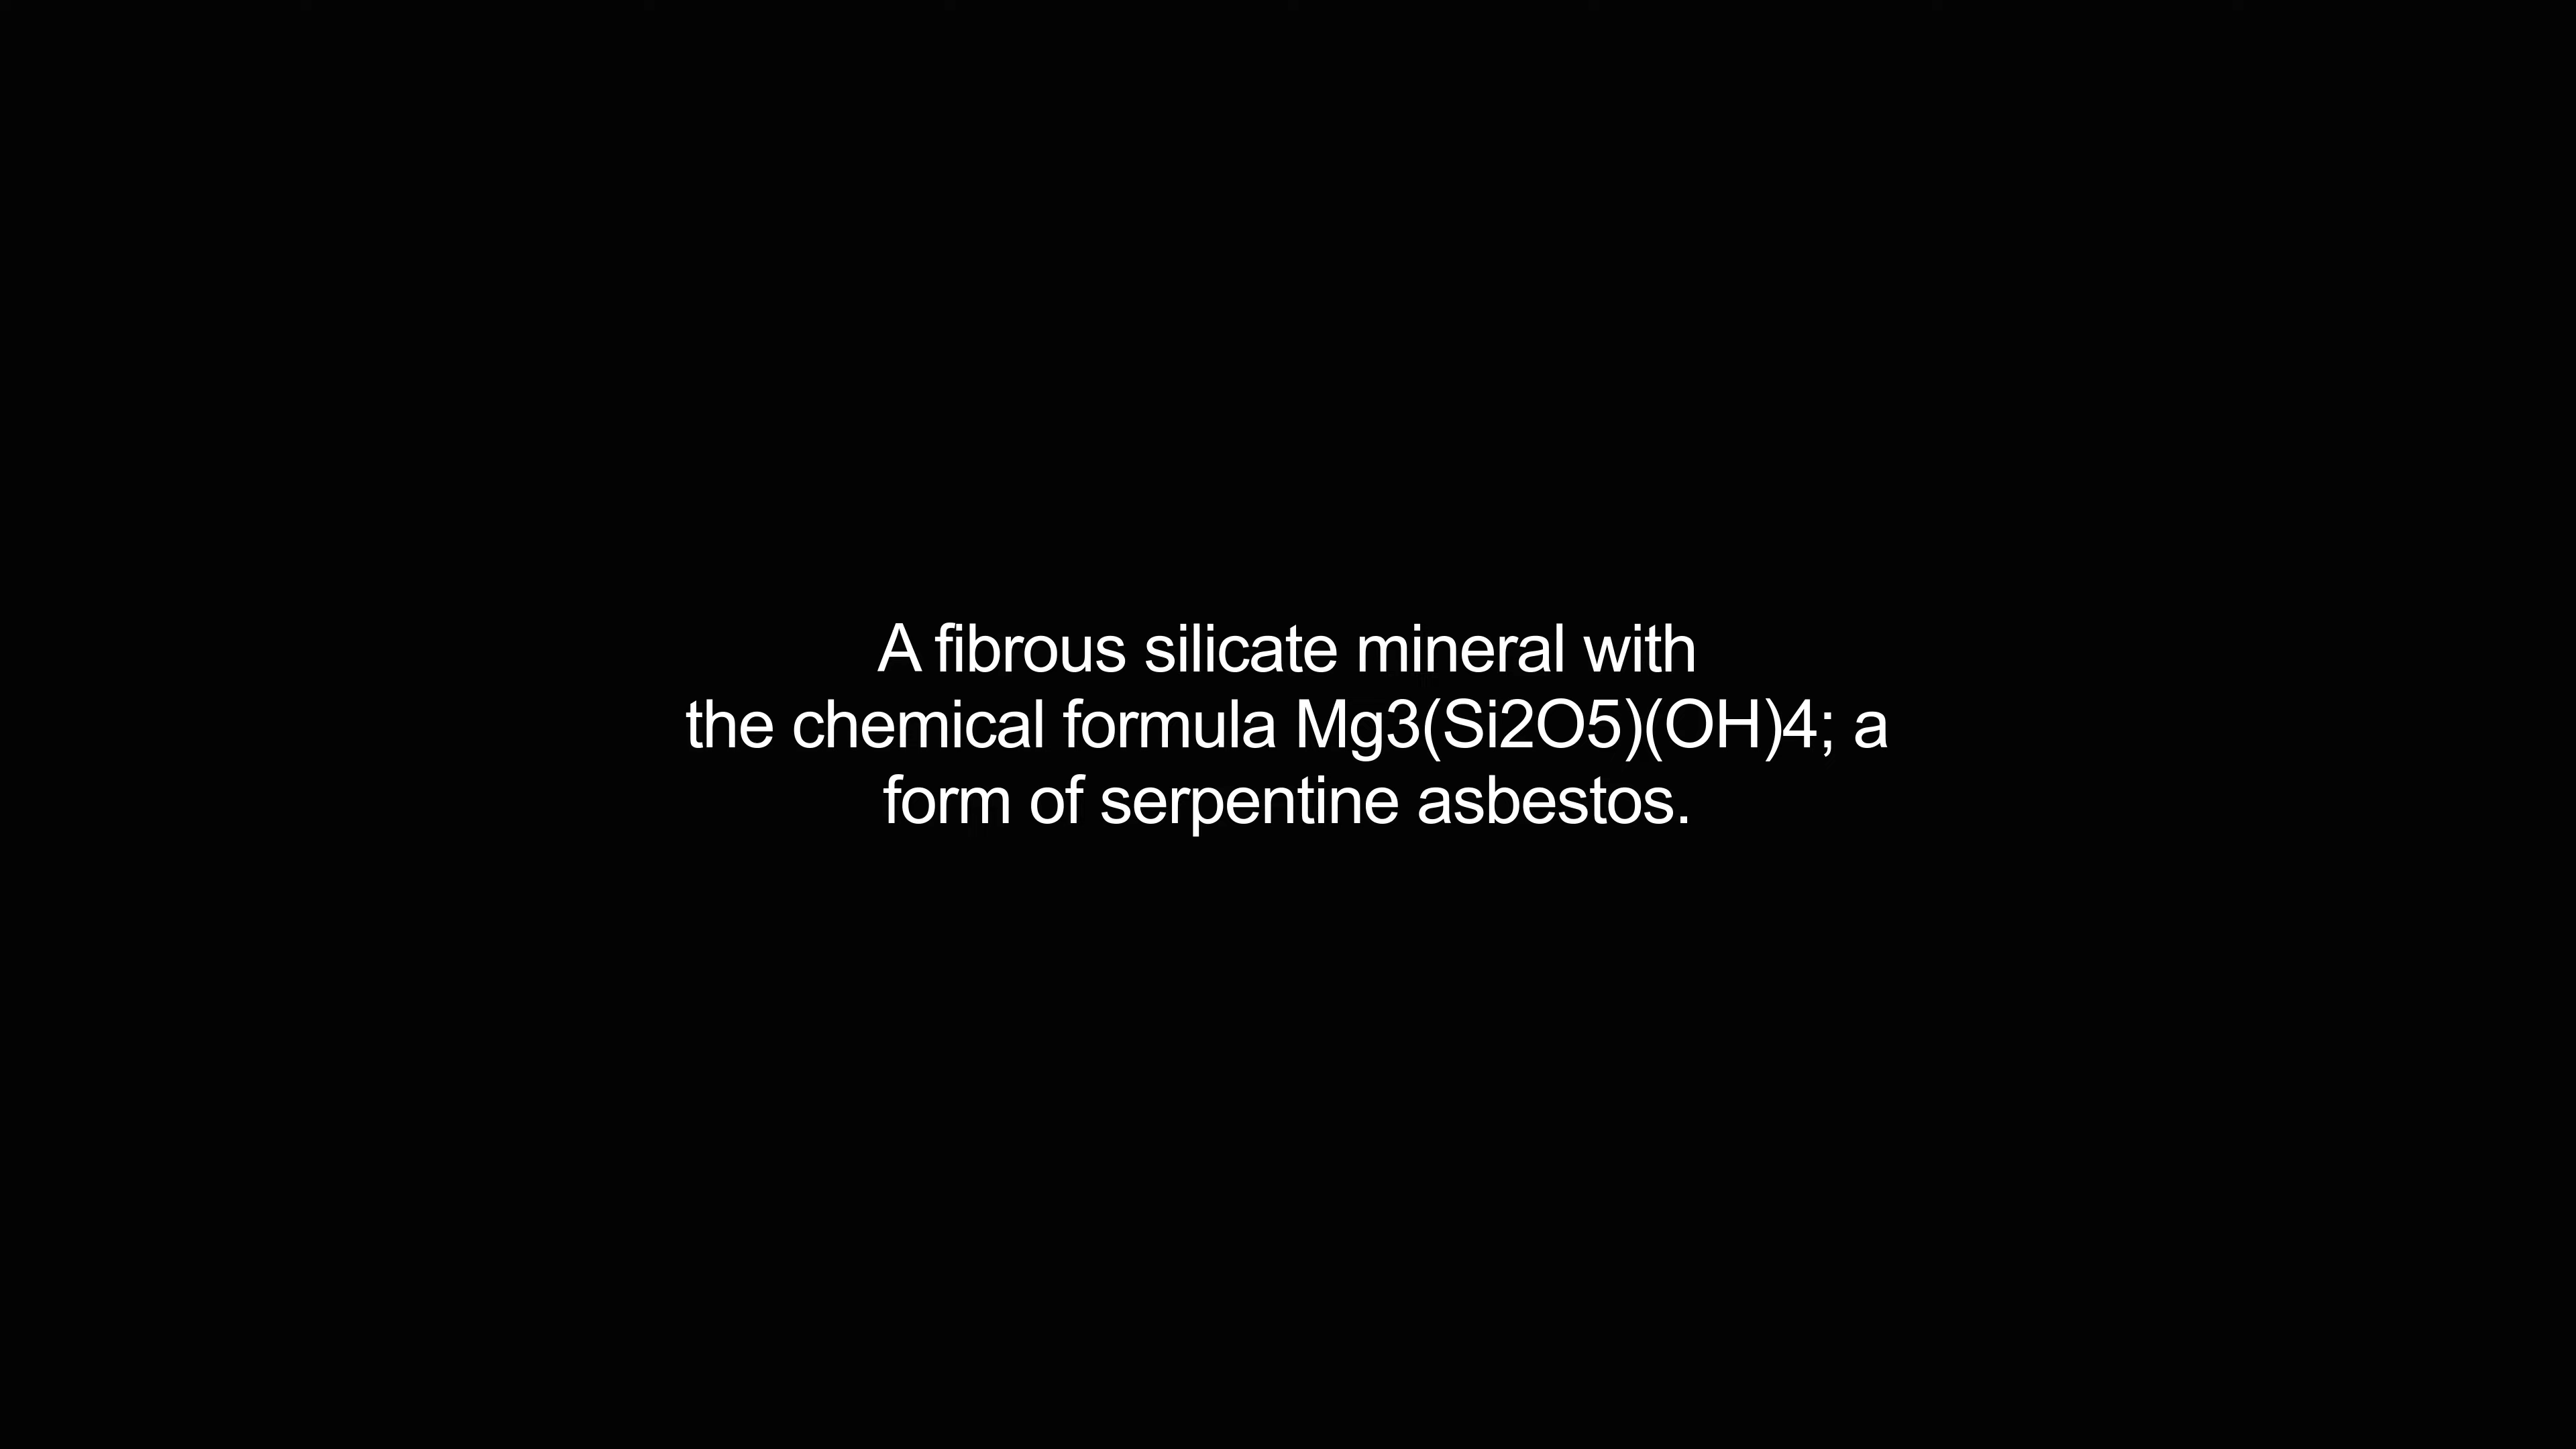 A fibrous silicate mineral with
the chemical formula Mg3(Si2O5)(OH)4; a
form of serpentine asbestos.